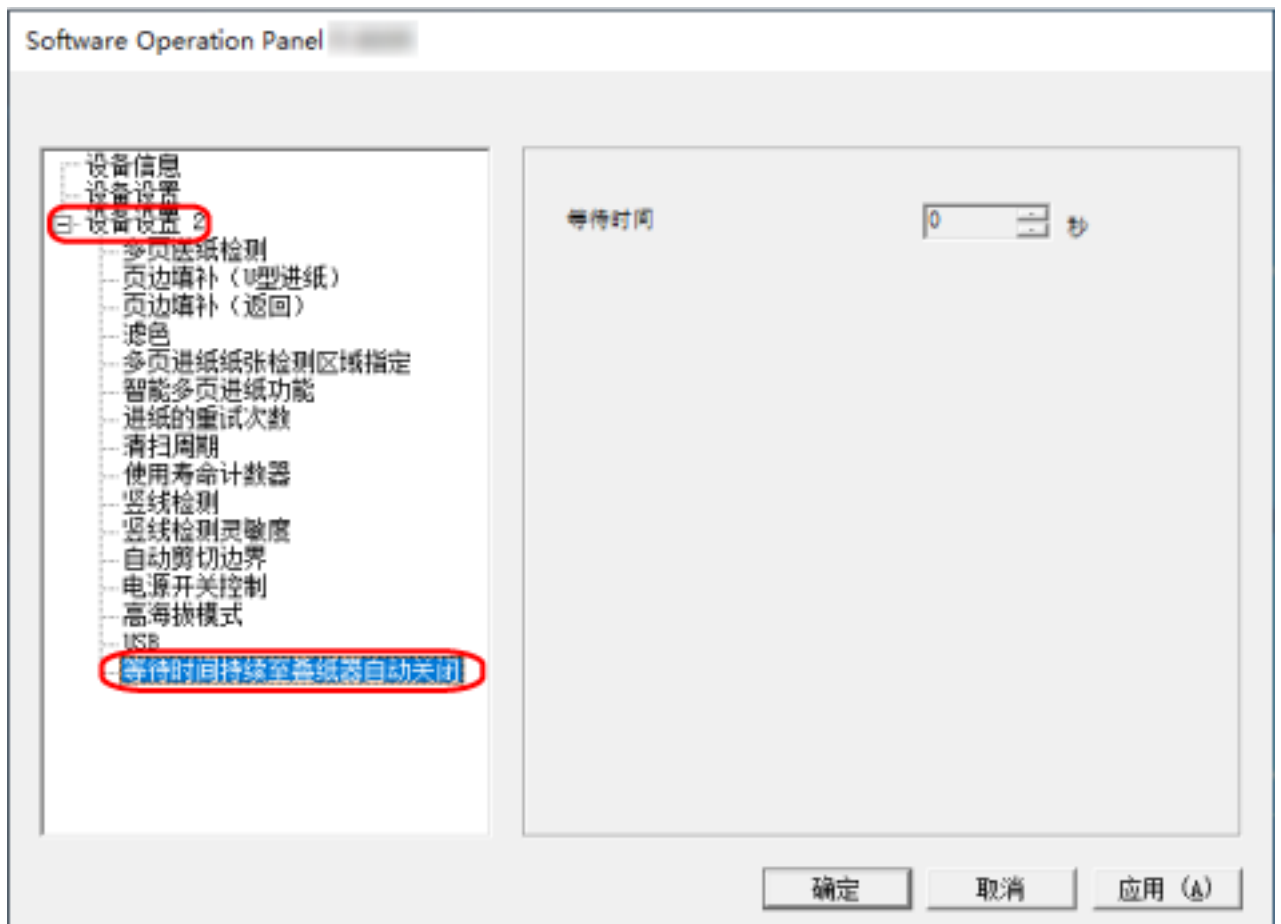 Software Operation Panel
设备信息
设备设置
设备设置 2
多页送纸检测
页边填补（U型进纸）
页边填补（返回）
滤色
多页进纸纸张检测区域指定
智能多页进纸功能
进纸的重试次数
清扫周期
使用寿命计数器
竖线检测
竖线检测灵敏度
自动剪切边界
电源开关控制
高海拔模式
USB
等待时间持续至叠纸器自动关闭
等待时间 0 秒
确定 取消 应用 (A)